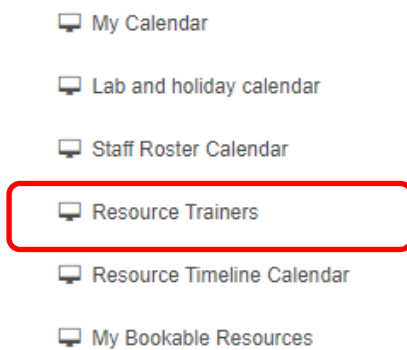 My Calendar
Lab and holiday calendar
Staff Roster Calendar
Resource Trainers
Resource Timeline Calendar
My Bookable Resources